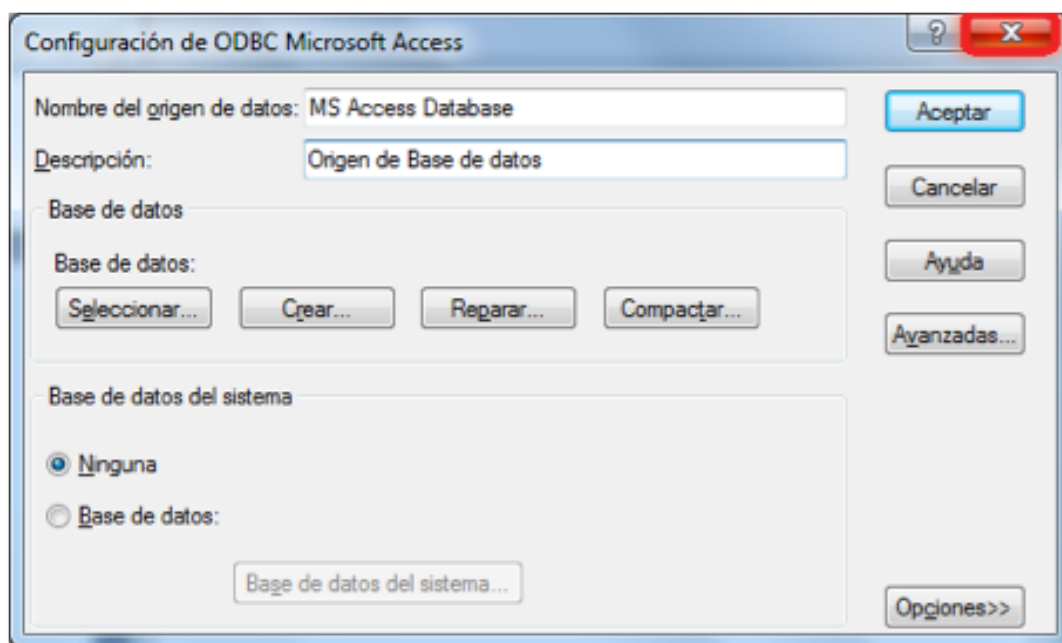 Configuración de ODBC Microsoft Access
Nombre del origen de datos: MS Access Database
Aceptar
Descripción: Origen de Base de datos
Cancelar
Base de datos
Base de datos:
Ayuda
Seleccionar... Crear... Reparar... Compactar...
Avanzadas...
Base de datos del sistema
Ninguna
Base de datos:
Base de datos del sistema...
Opciones>>